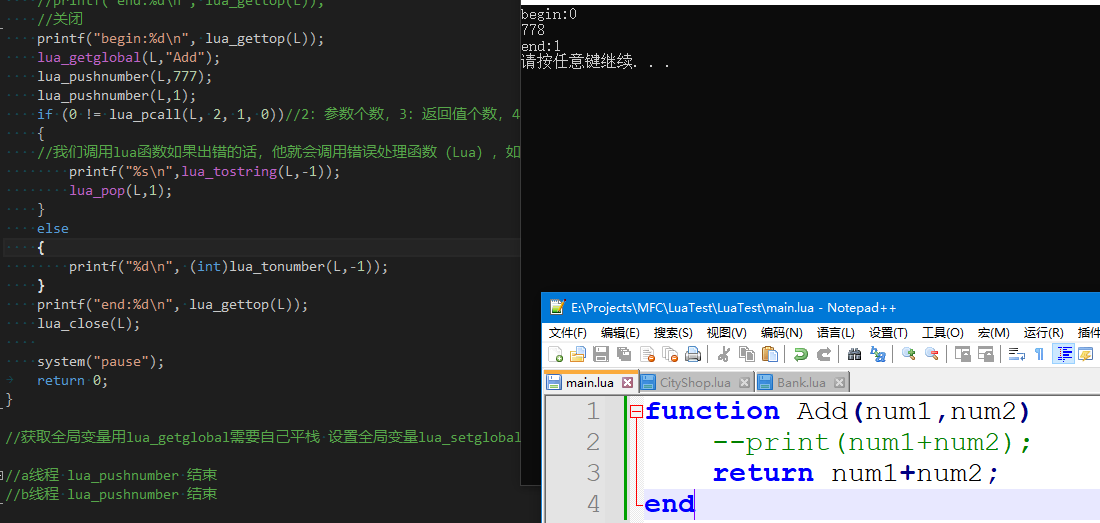 //printf("end:%d\n", lua_gettop(L));
//关闭
printf("begin:%d\n", lua_gettop(L));
lua_getglobal(L,"Add");
lua_pushnumber(L,777);
lua_pushnumber(L,1);
if (0 != lua_pcall(L, 2, 1, 0))//2: 参数个数, 3: 返回值个数, 4
{
//我们调用lua函数如果出错的话, 他就会调用错误处理函数 (Lua) , 如
printf("%s\n",lua_tostring(L,-1));
lua_pop(L,1);
}
else
{
printf("%d\n", (int)lua_tonumber(L,-1));
}
printf("end:%d\n", lua_gettop(L));
lua_close(L);
system("pause");
return 0;
}
//获取全局变量用lua_getglobal需要自己平栈 设置全局变量lua_setglobal
//a线程 lua_pushnumber 结束
//b线程 lua_pushnumber 结束
begin:0
778
end:1
请按任意键继续. . .
E:\Projects\MFC\LuaTest\LuaTest\main.lua - Notepad++
文件(F) 编辑(E) 搜索(S) 视图(V) 编码(N) 语言(L) 设置(T) 工具(O) 宏(M) 运行(R) 插件
main.lua CityShop.lua Bank.lua
1 function Add(num1,num2)
2 --print(num1+num2);
3 return num1+num2;
4 end